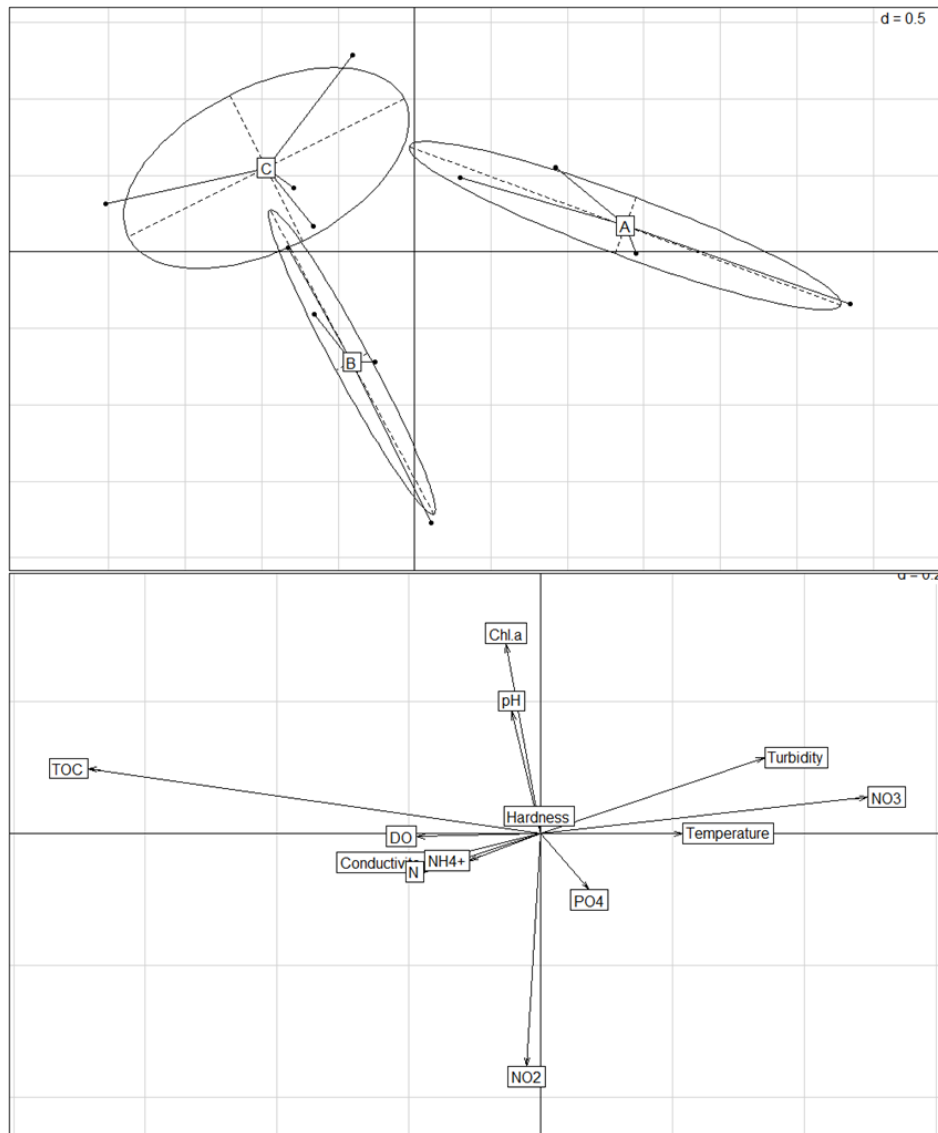 d = 0.5
C
A
B
Chl.a
pH
TOC
Turbidity
NO3
Hardness
DO
Temperature
NH4+
N
PO4
NO2